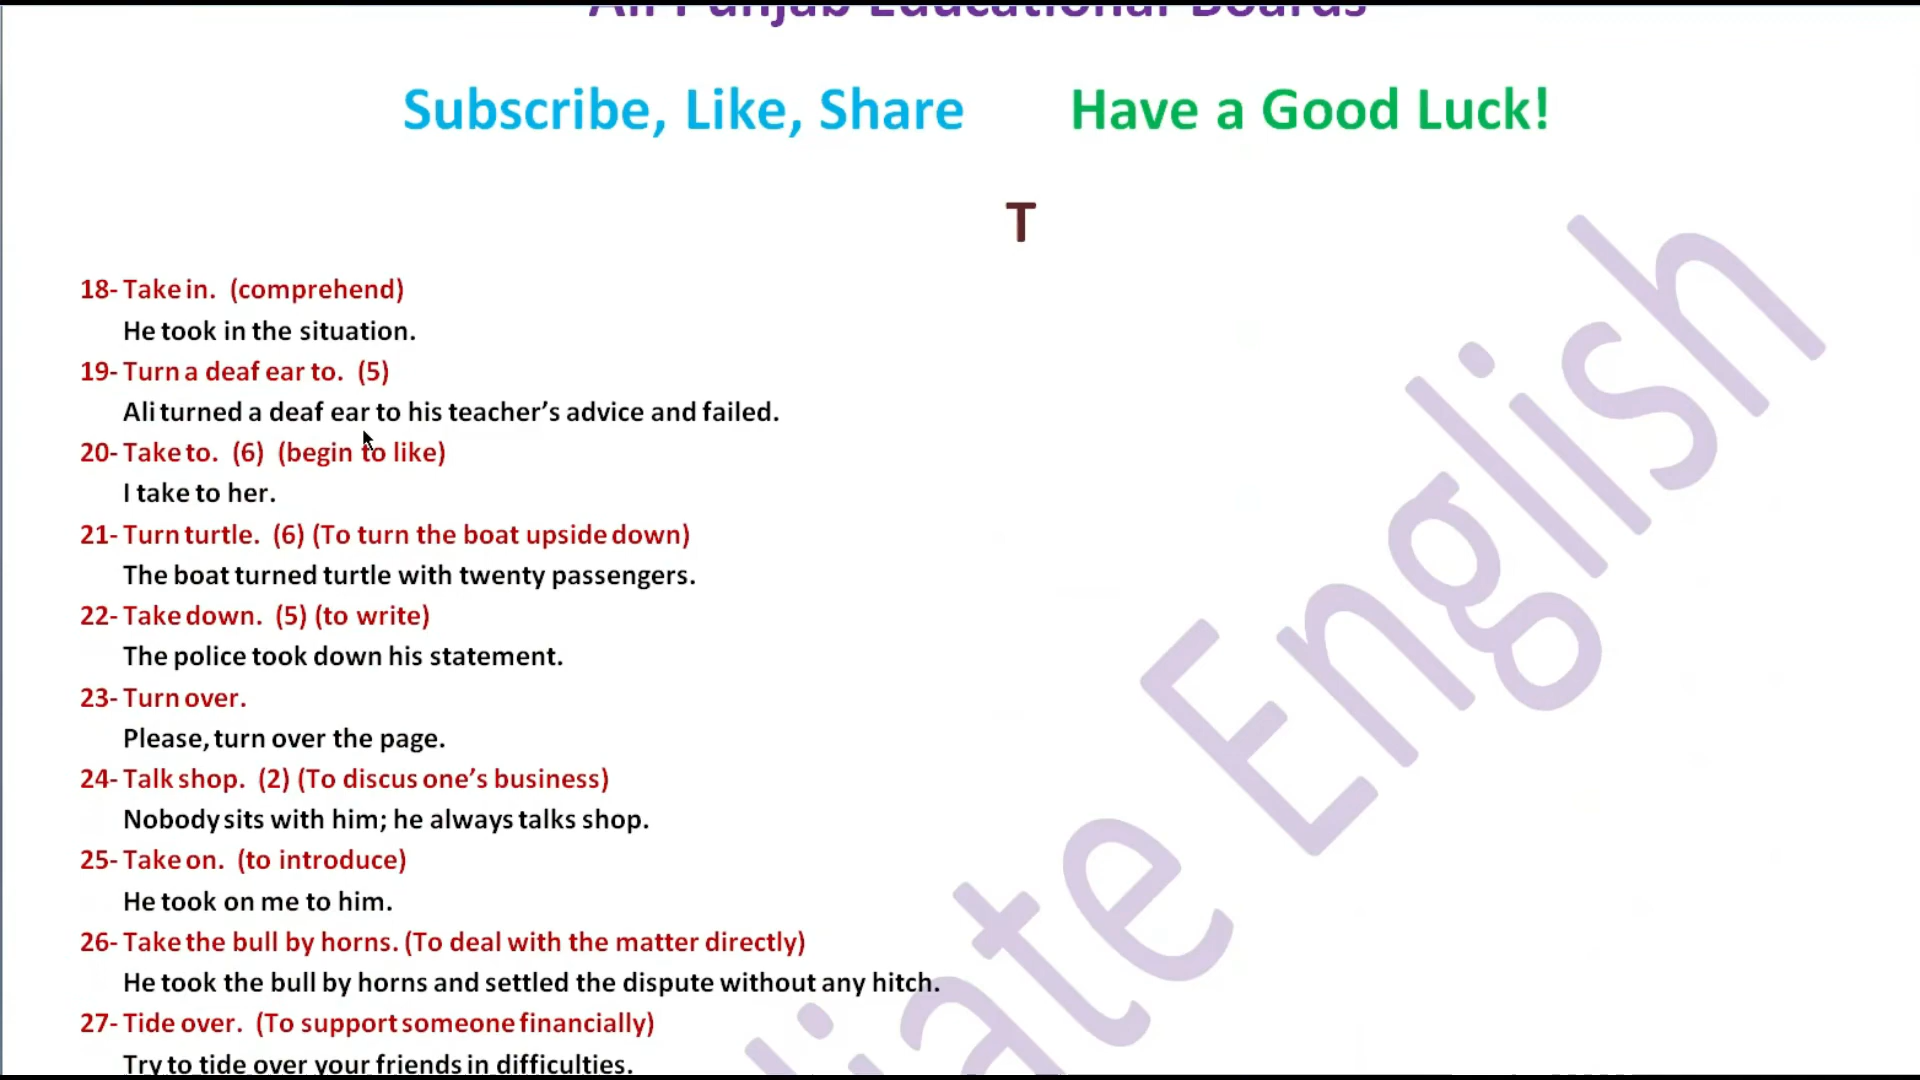 All Punjab Educational Boards
Subscribe, Like, Share Have a Good Luck!
T
18- Take in. (comprehend)
He took in the situation.
19- Turn a deaf ear to. (5)
Ali turned a deaf ear to his teacher’s advice and failed.
20- Take to. (6) (begin to like)
I take to her.
21- Turn turtle. (6) (To turn the boat upside down)
The boat turned turtle with twenty passengers.
22- Take down. (5) (to write)
The police took down his statement.
23- Turn over.
Please, turn over the page.
24- Talk shop. (2) (To discus one’s business)
Nobody sits with him; he always talks shop.
25- Take on. (to introduce)
He took on me to him.
26- Take the bull by horns. (To deal with the matter directly)
He took the bull by horns and settled the dispute without any hitch.
27- Tide over. (To support someone financially)
Try to tide over your friends in difficulties.
iate English